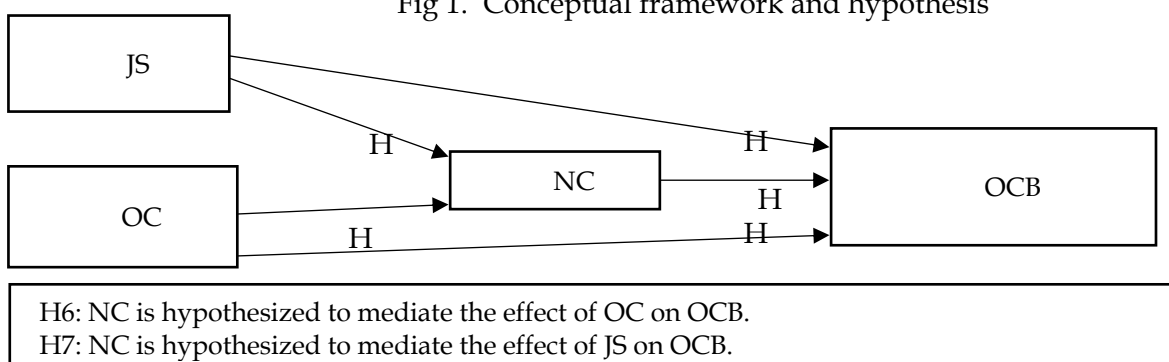 Fig 1. Conceptual framework and hypothesis
JS
H
H
NC
OCB
H
OC
H
H
H6: NC is hypothesized to mediate the effect of OC on OCB.
H7: NC is hypothesized to mediate the effect of JS on OCB.